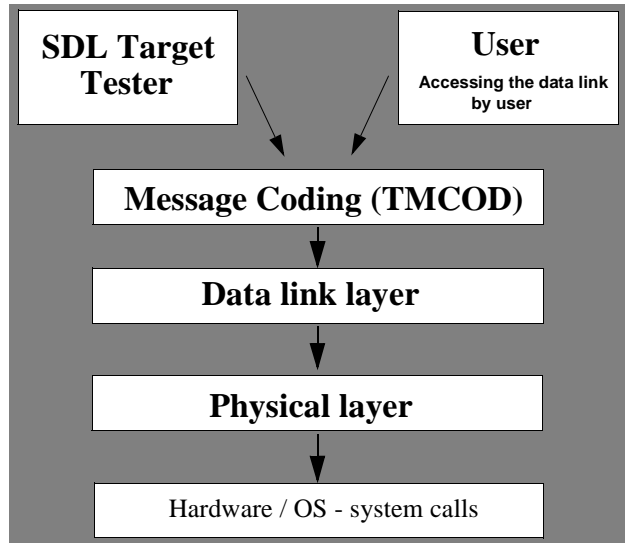 SDL Target
Tester
User
Accessing the data link
by user
Message Coding (TMCOD)
Data link layer
Physical layer
Hardware / OS - system calls